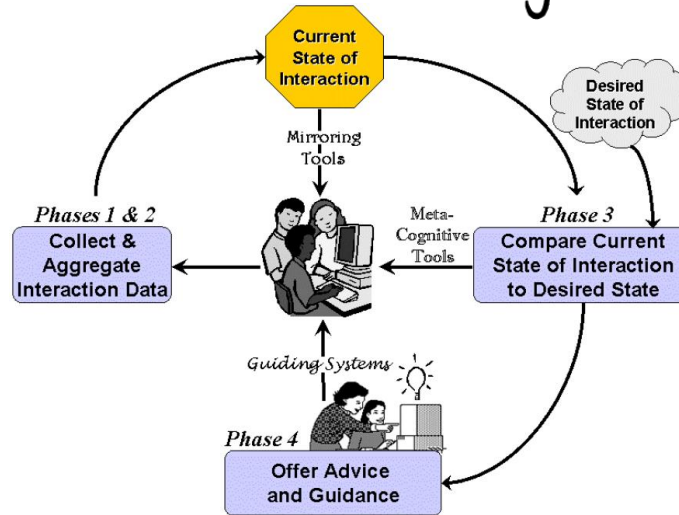 Current
State of
Interaction
Desired
State of
Interaction
Mirroring
Tools
Phases 1 & 2
Collect &
Aggregate
Interaction Data
Meta-
Cognitive
Tools
Phase 3
Compare Current
State of Interaction
to Desired State
Guiding Systems
Phase 4
Offer Advice
and Guidance